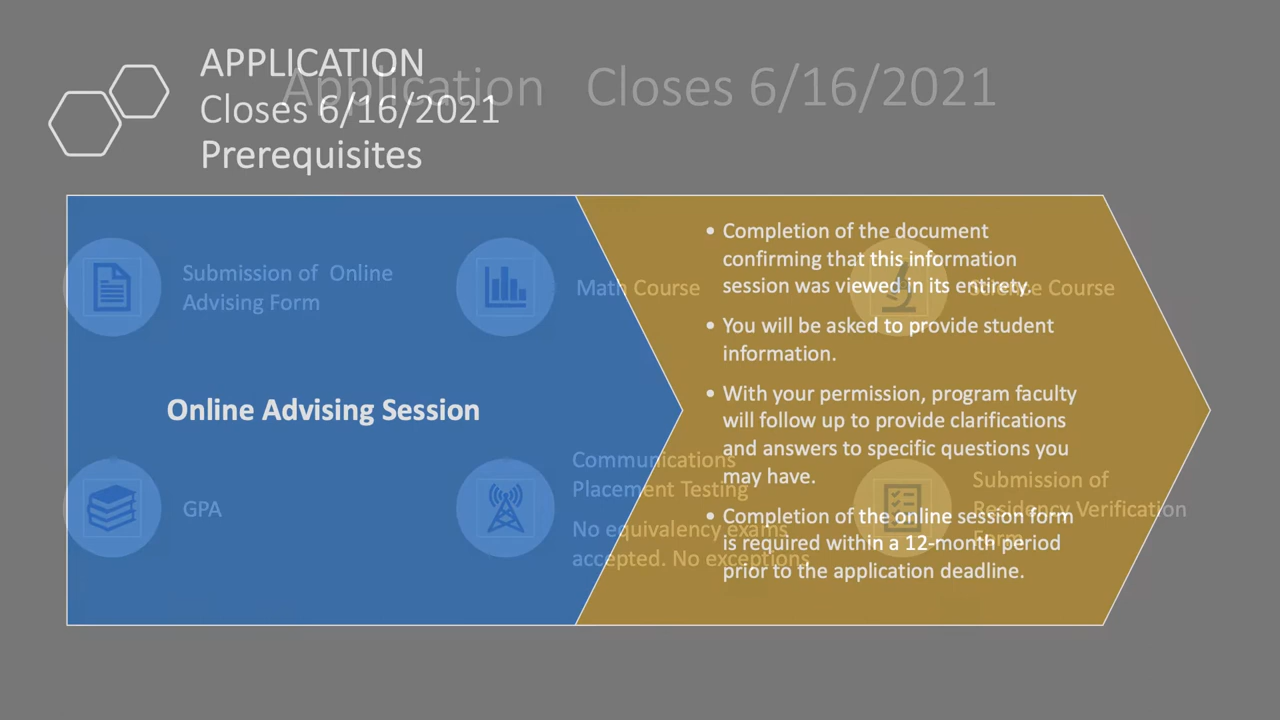 APPLICATION
Closes 6/16/2021
Prerequisites
Application   Closes 6/16/2021
Online Advising Session
• Completion of the document
confirming that this information
session was viewed in its entirety.
• You will be asked to provide student
information.
• With your permission, program faculty
will follow up to provide clarifications
and answers to specific questions you
may have.
• Completion of the online session form
is required within a 12-month period
prior to the application deadline.
Submission of  Online
Advising Form
Math Course
Science Course
GPA
Communications
Placement Testing
No equivalency exams
accepted. No exceptions
Submission of
Residency Verification
Form